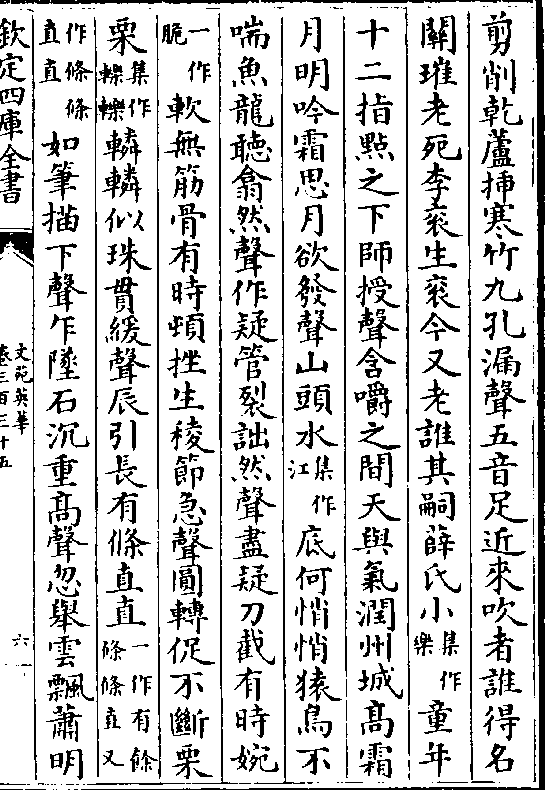 剪削乾蘆揷寒竹九孔漏聲五音足近來吹者誰得名
關璀老死李衮生衮今又老誰其嗣薛氏小集作樂童年
十二指㸃之下師授聲含嚼之間天與氣潤州城髙霜
月明吟霜思月欲發聲山頭水集作江底何悄悄猿鳥不
喘魚龍聽翕然聲作疑管裂詘然聲盡疑刀截有時婉
一作脆軟無筋骨有時頓挫生稜節急聲圓轉促不斷栗
栗集作轢轢轔轔似珠貫緩聲辰引長有條直直一作有餘條條直又
作條條直直如筆描下聲乍墜石沉重髙聲忽舉雲飄蕭明
欽定四庫全書
文苑英華
卷三百三十五
六